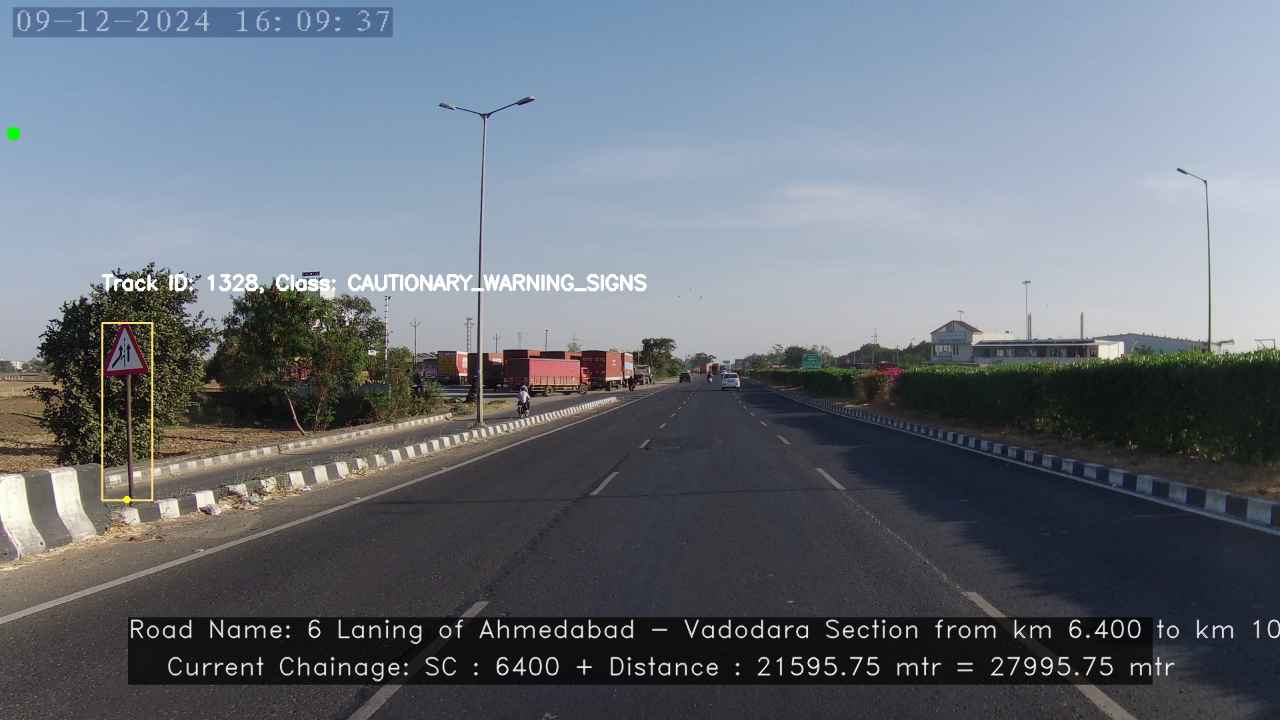 09-12-2024 16:09:37
Track ID: 1328, Class: CAUTIONARY_WARNING_SIGNS
Road Name: 6 Laning of Ahmedabad - Vadodara Section from km 6.400 to km 10
Current Chainage: SC : 6400 + Distance : 21595.75 mtr = 27995.75 mtr